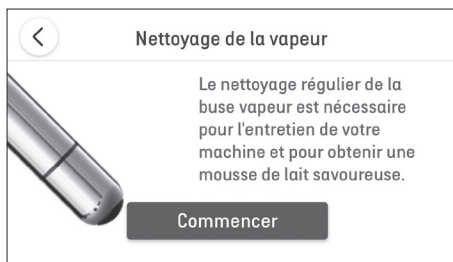 Nettoyage de la vapeur
Le nettoyage régulier de la
buse vapeur est nécessaire
pour l'entretien de votre
machine et pour obtenir une
mousse de lait savoureuse.
Commencer